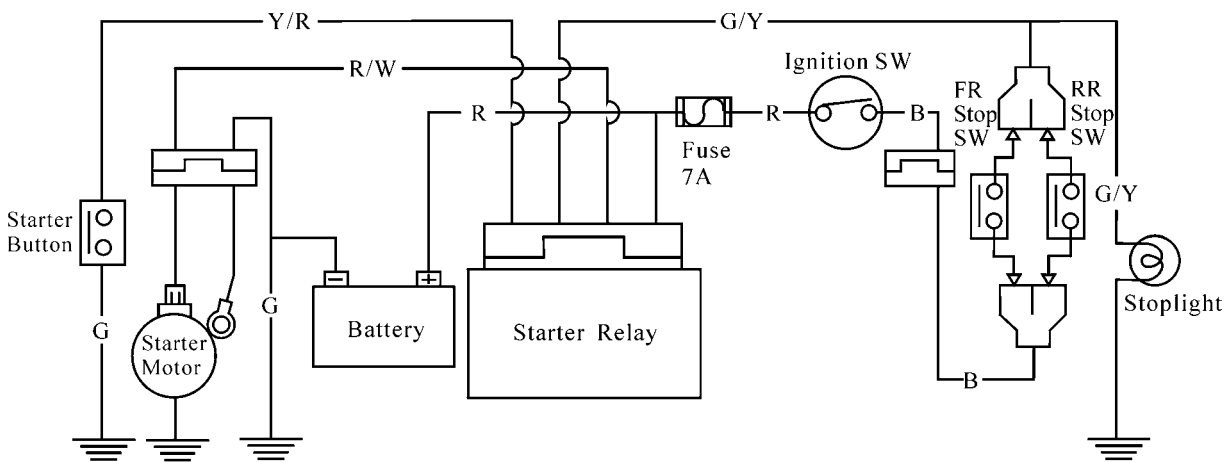 Y/R
G/Y
R/W
Ignition SW
R
R
B
FR
Stop
SW
RR
Stop
SW
Fuse
7A
G/Y
Starter
Button
G
G
Starter
Motor
Battery
Starter Relay
Stoplight
B